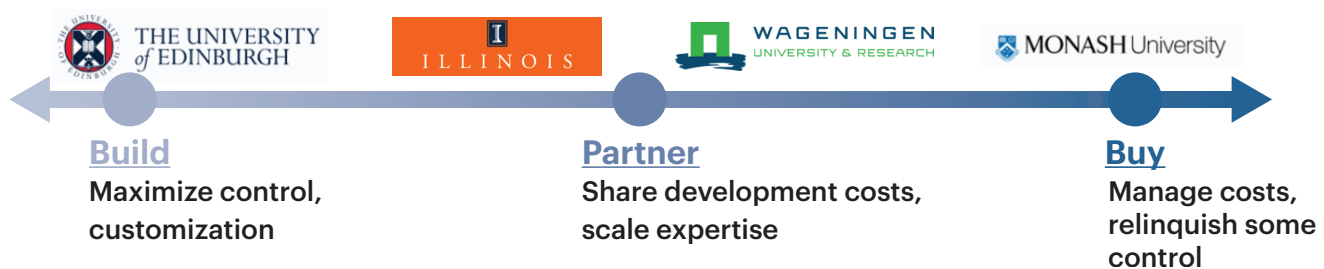 THE UNIVERSITY
of EDINBURGH
I
ILLINOIS
WAGENINGEN
UNIVERSITY & RESEARCH
MONASH University
Build
Maximize control,
customization
Partner
Share development costs,
scale expertise
Buy
Manage costs,
relinquish some
control